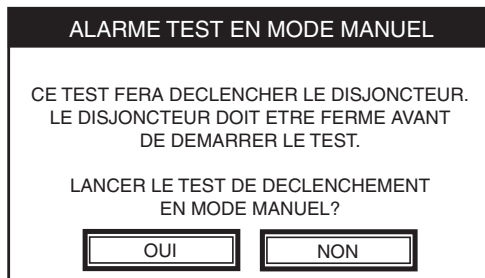 ALARME TEST EN MODE MANUEL
CE TEST FERA DECLENCHER LE DISJONCTEUR.
LE DISJONCTEUR DOIT ETRE FERME AVANT
DE DEMARRER LE TEST.
LANCER LE TEST DE DECLENCHEMENT
EN MODE MANUEL?
OUI
NON